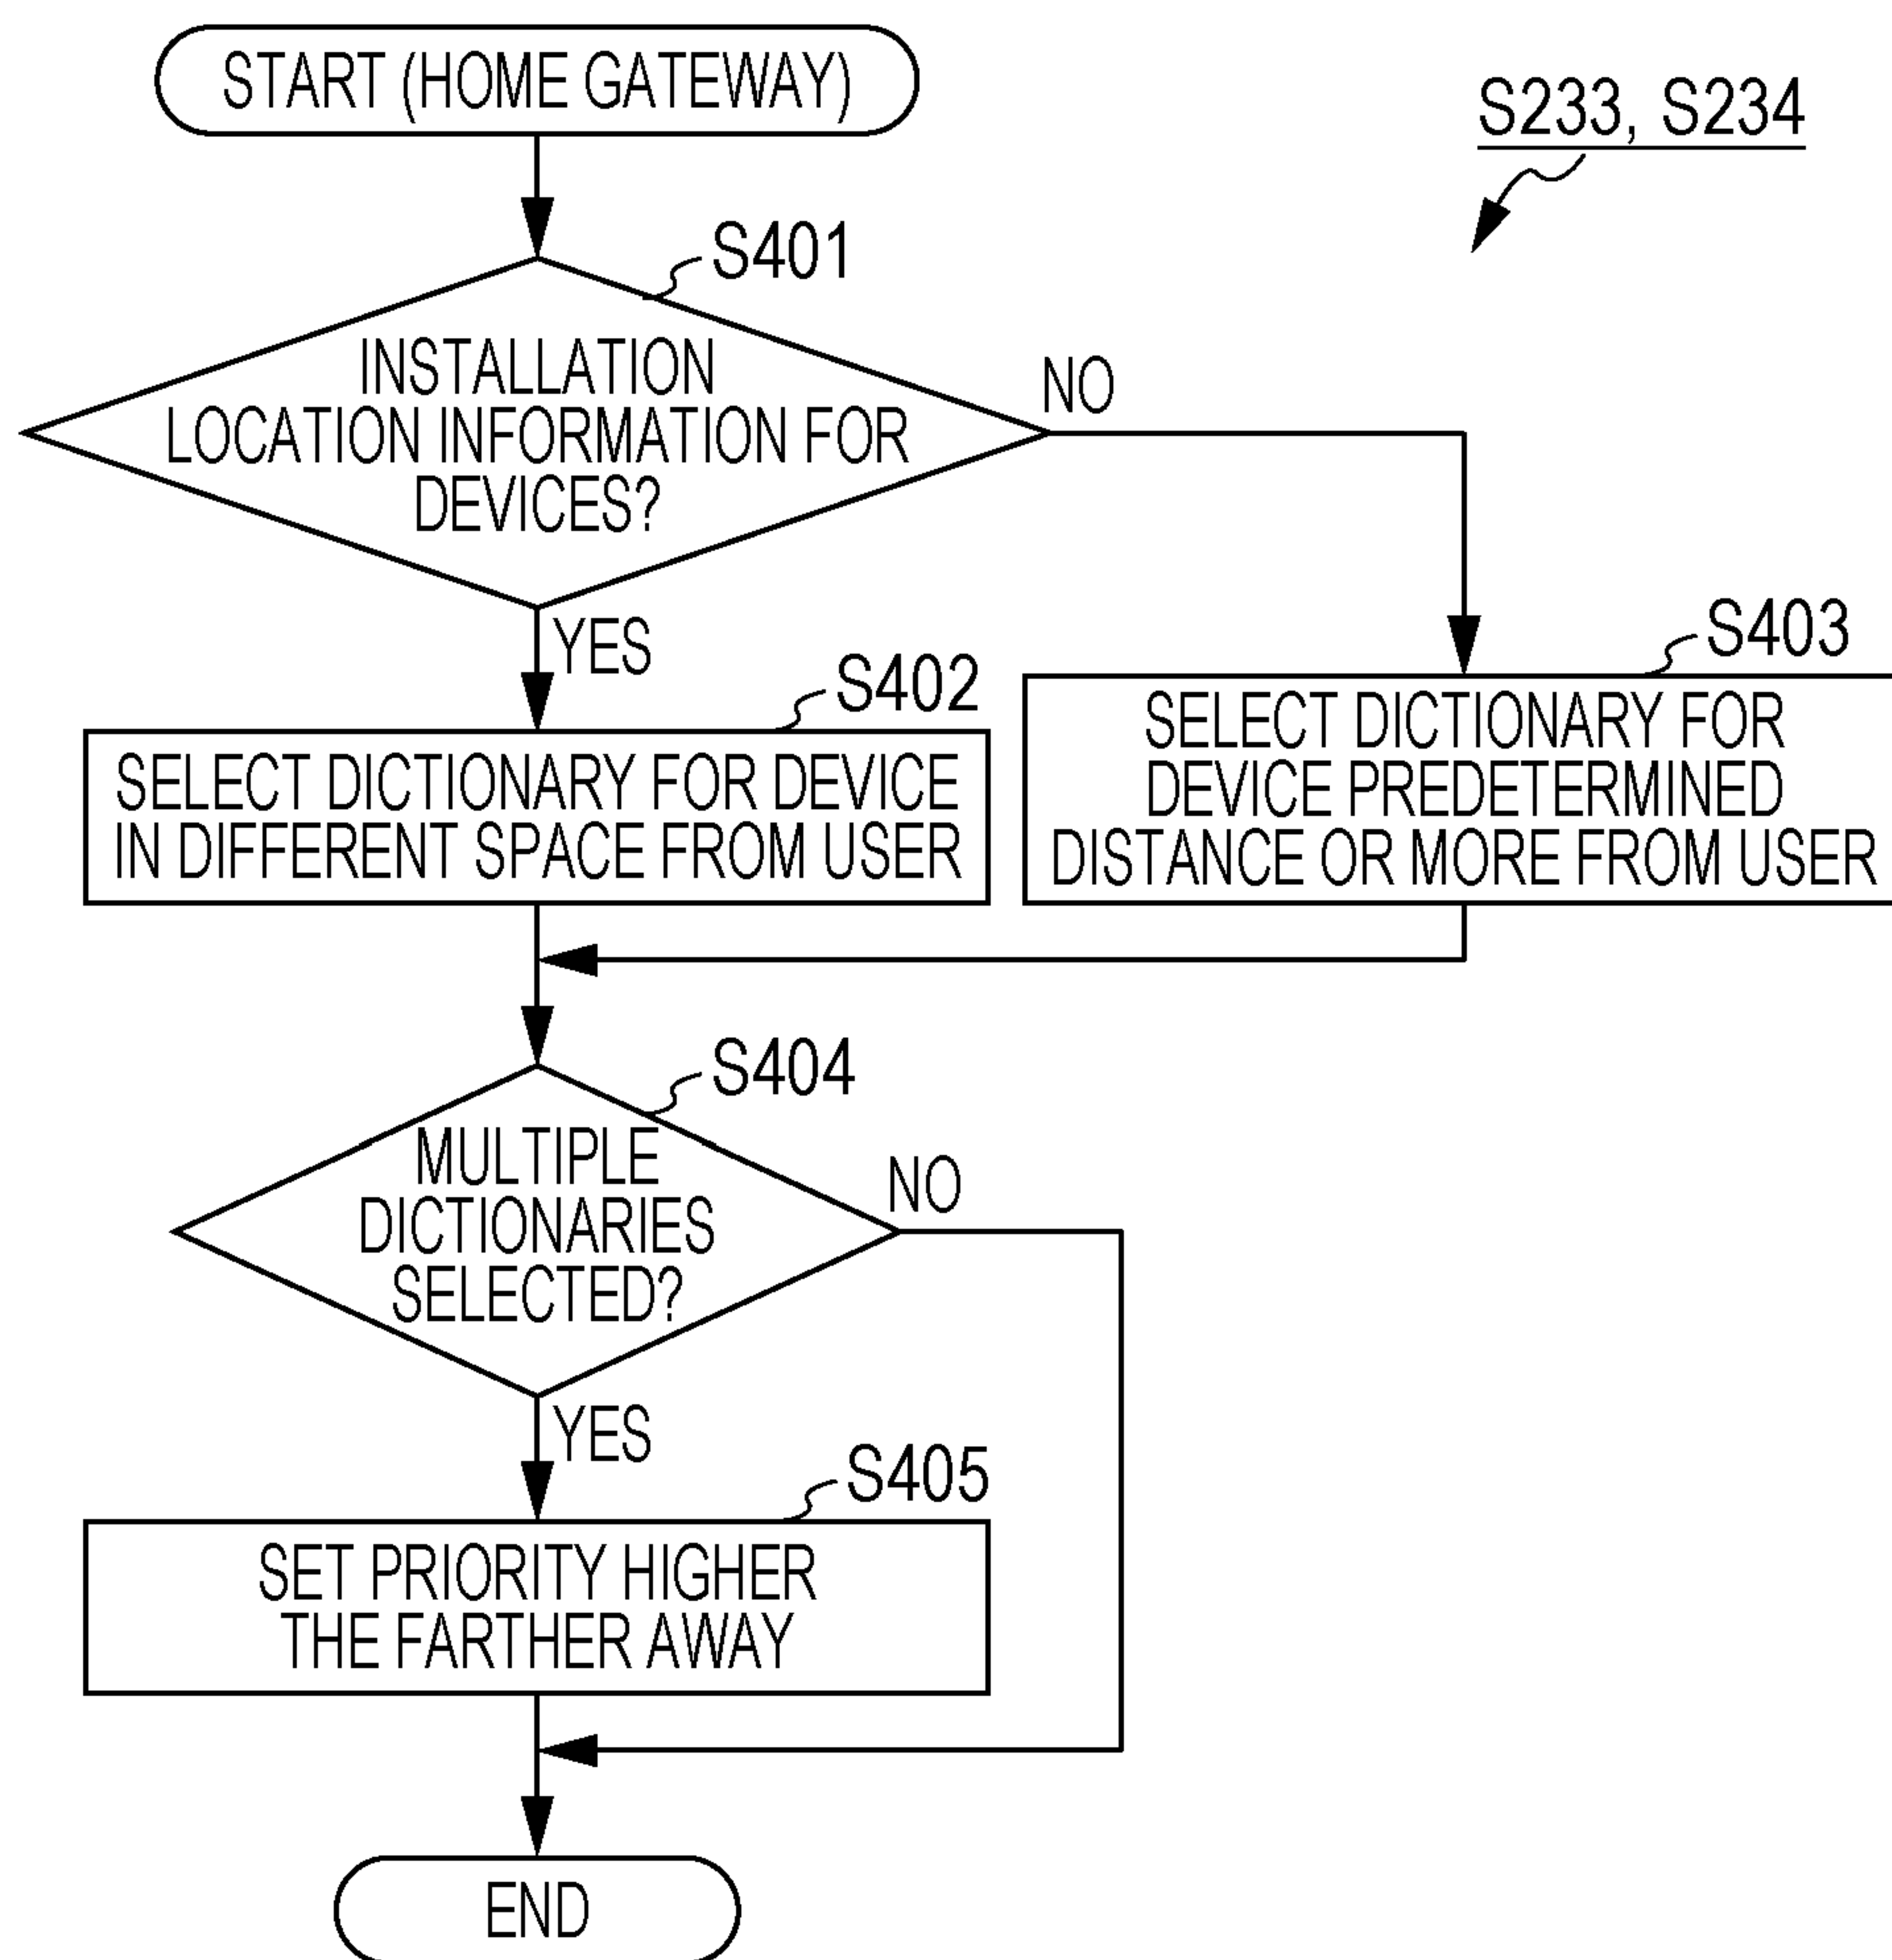 START (HOME GATEWAY)
S233, S234
S401
INSTALLATION
LOCATION INFORMATION FOR
DEVICES?
NO
YES
S402
SELECT DICTIONARY FOR DEVICE
IN DIFFERENT SPACE FROM USER
S403
SELECT DICTIONARY FOR
DEVICE PREDETERMINED
DISTANCE OR MORE FROM USER
S404
MULTIPLE
DICTIONARIES
SELECTED?
NO
YES
S405
SET PRIORITY HIGHER
THE FARTHER AWAY
END